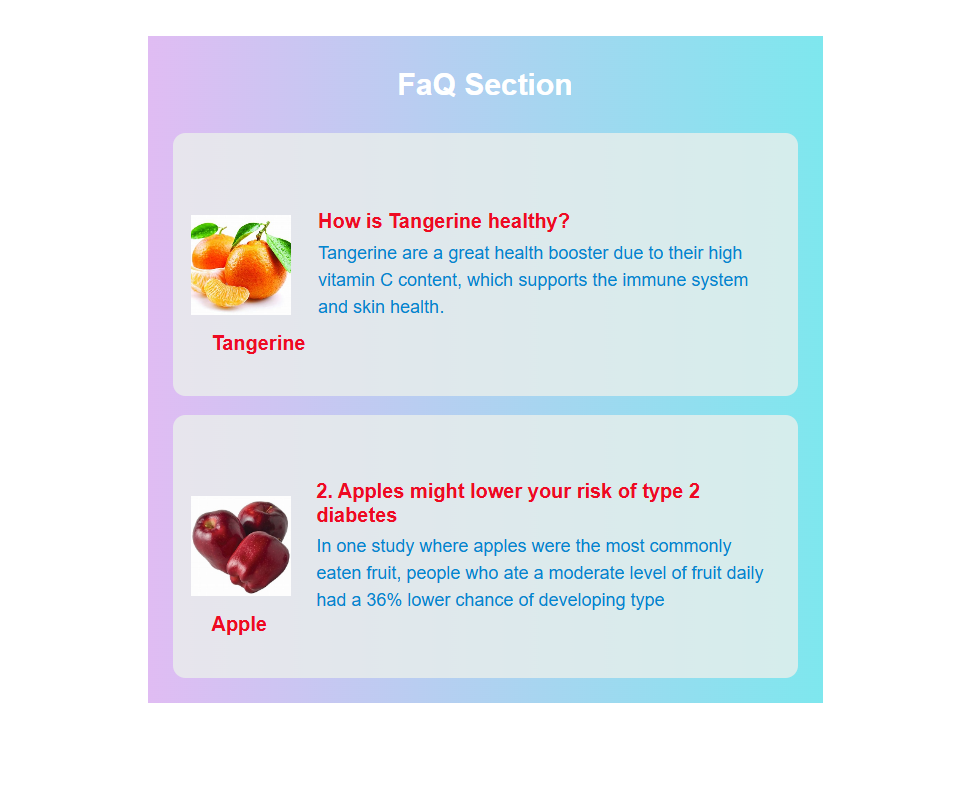 FaQ Section
How is Tangerine healthy?
Tangerine are a great health booster due to their high
vitamin C content, which supports the immune system
and skin health.
Tangerine
2. Apples might lower your risk of type 2
diabetes
In one study where apples were the most commonly
eaten fruit, people who ate a moderate level of fruit daily
had a 36% lower chance of developing type
Apple